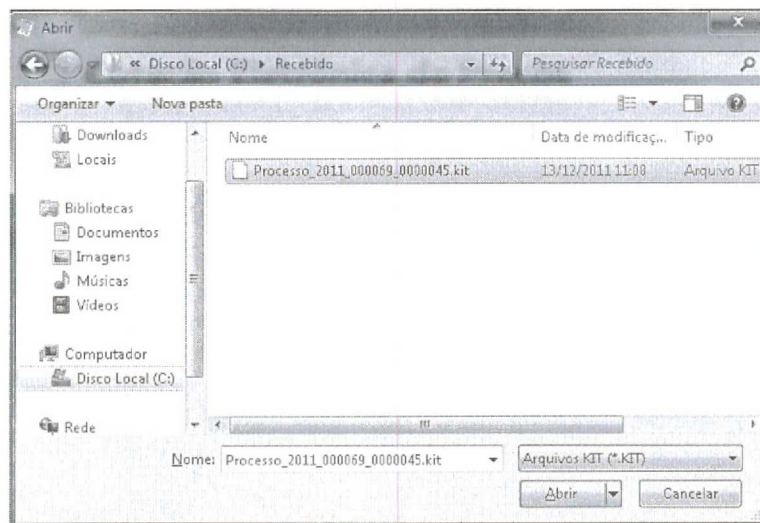 Abrir
« Disco Local (C:) ▸ Recebido
Pesquisar Recebido
Organizar ▾ Nova pasta
Downloads
Locais
Bibliotecas
Documentos
Imagens
Músicas
Vídeos
Computador
Disco Local (C:)
Rede
Nome Data de modificaç... Tipo
Processo_2011_000069_0000045.kit 13/12/2011 11:08 Arquivo KIT
Nome: Processo_2011_000069_0000045.kit Arquivos KIT (*.KIT)
Abrir Cancelar